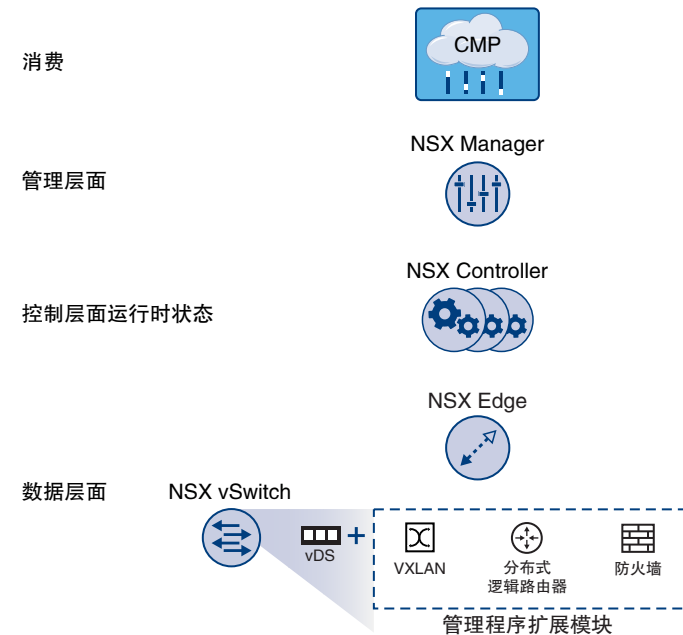 消费
CMP
NSX Manager
管理层面
NSX Controller
控制层面运行时状态
NSX Edge
数据层面
NSX vSwitch
vDS
VXLAN
分布式
逻辑路由器
防火墙
管理程序扩展模块